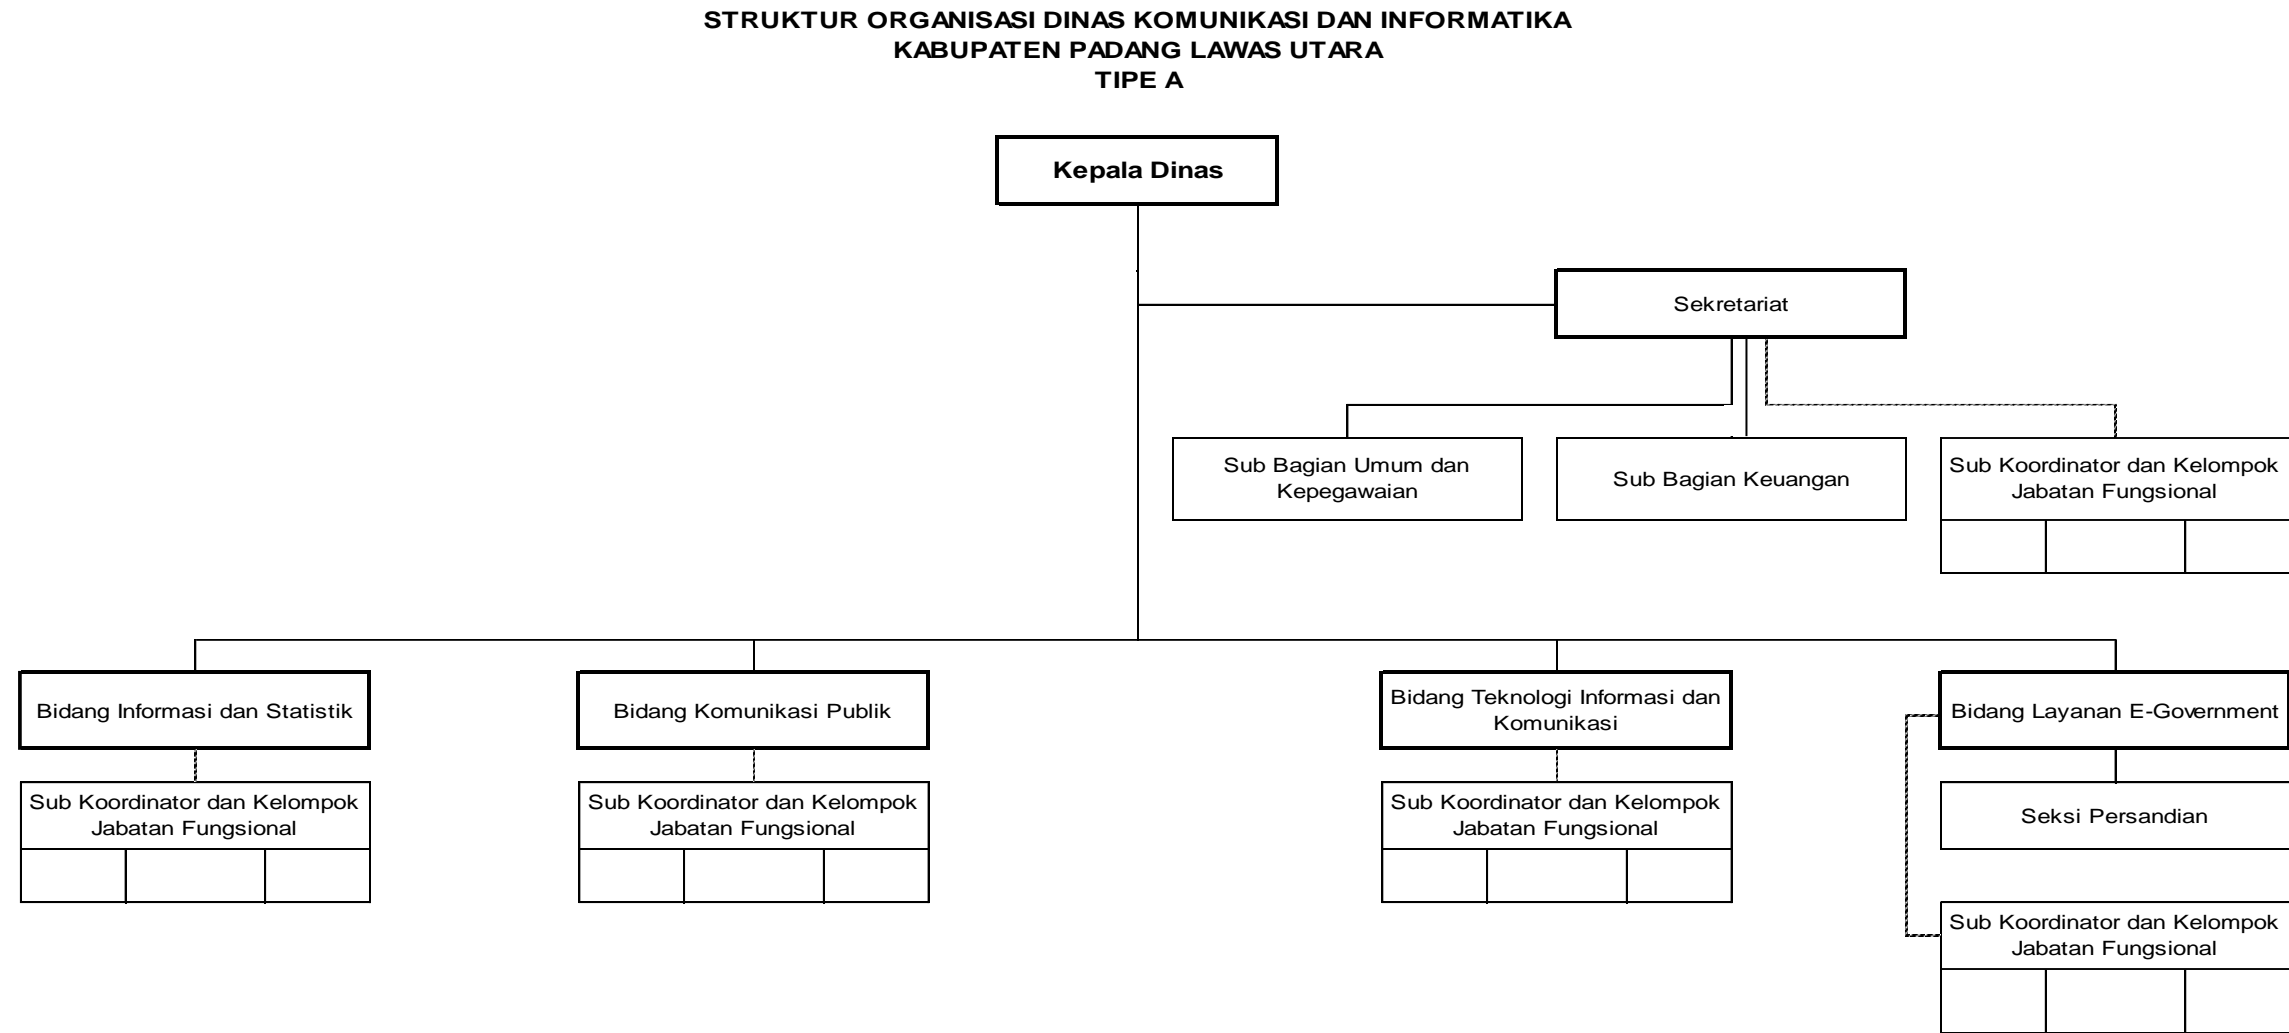 STRUKTUR ORGANISASI DINAS KOMUNIKASI DAN INFORMATIKA
KABUPATEN PADANG LAWAS UTARA
TIPE A
Kepala Dinas
Sekretariat
Sub Bagian Umum dan
Kepegawaian
Sub Bagian Keuangan
Sub Koordinator dan Kelompok
Jabatan Fungsional
Bidang Informasi dan Statistik
Bidang Komunikasi Publik
Bidang Teknologi Informasi dan
Komunikasi
Bidang Layanan E-Government
Sub Koordinator dan Kelompok
Jabatan Fungsional
Sub Koordinator dan Kelompok
Jabatan Fungsional
Sub Koordinator dan Kelompok
Jabatan Fungsional
Seksi Persandian
Sub Koordinator dan Kelompok
Jabatan Fungsional